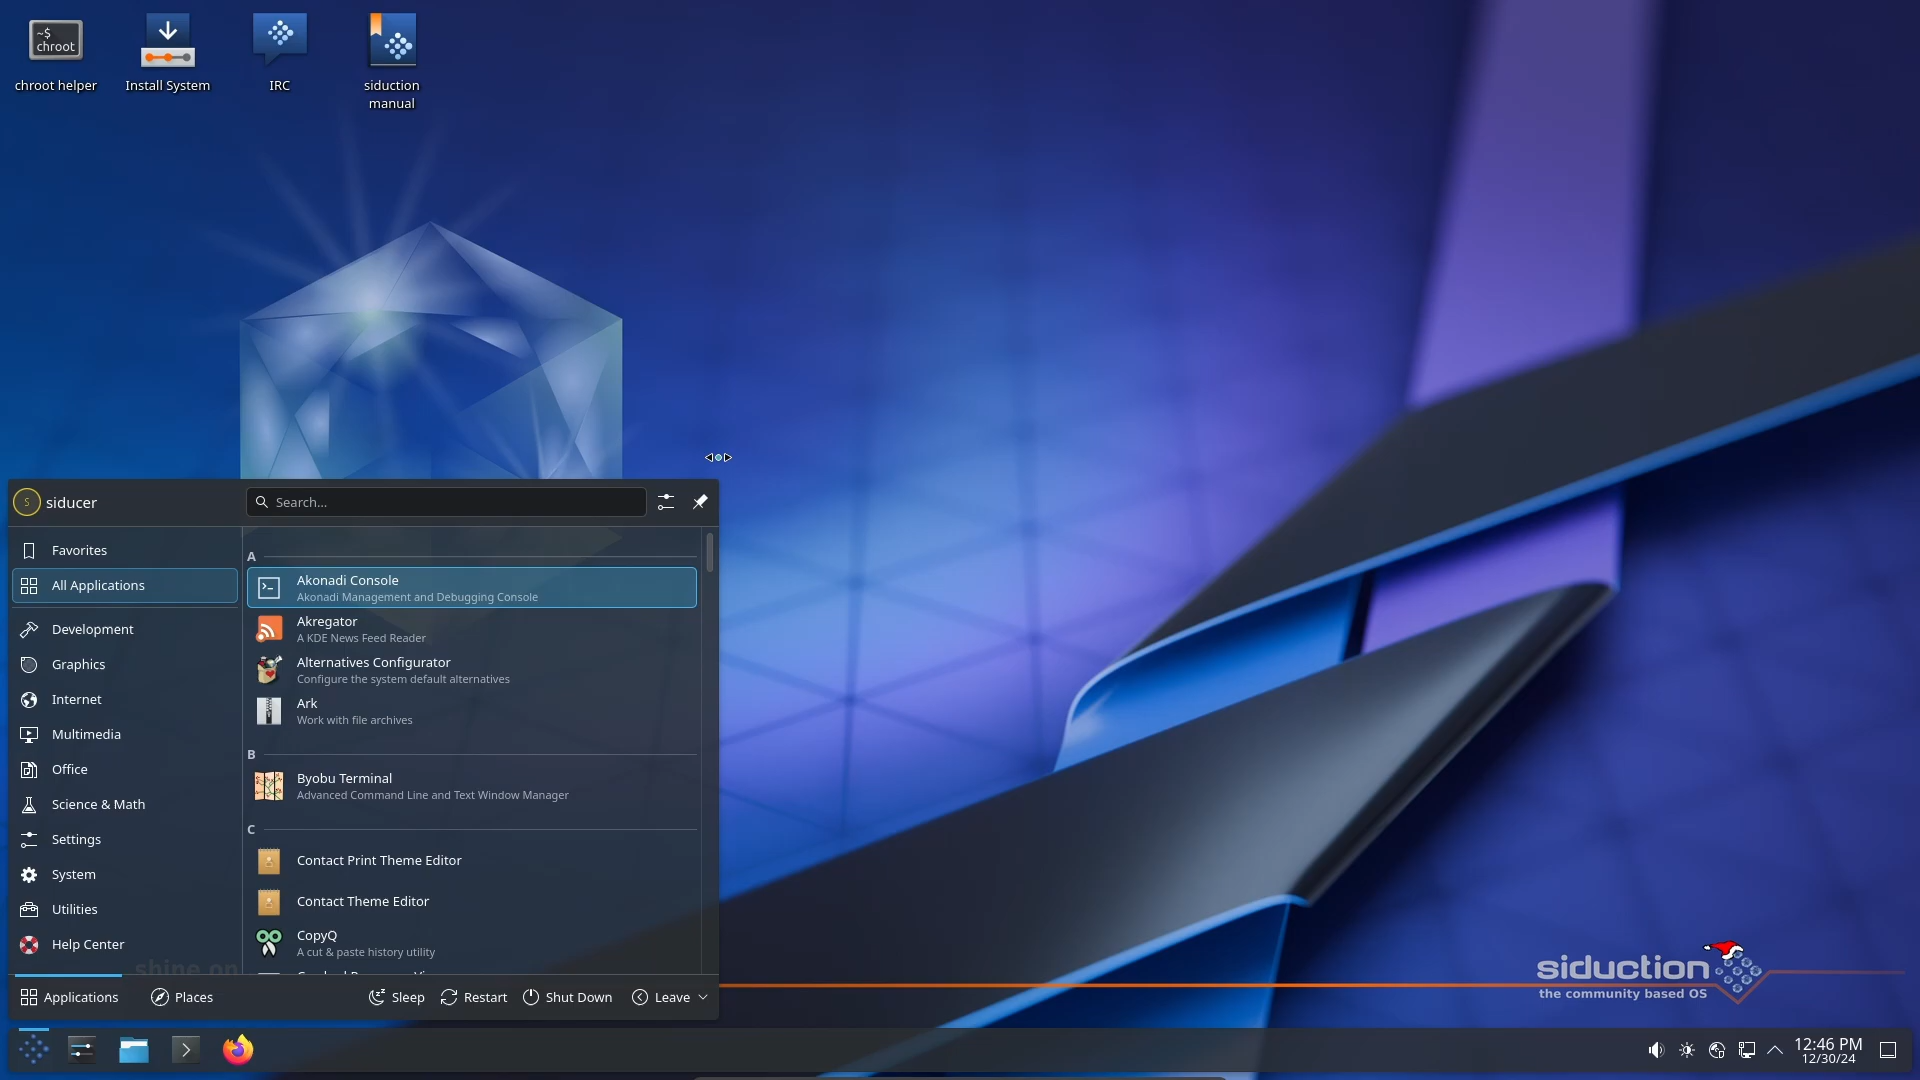 ~$
chroot
chroot helper
Install System
IRC
siduction
manual
S
siducer
Search...
Favorites
All Applications
Development
Graphics
Internet
Multimedia
Office
Science & Math
Settings
System
Utilities
Help Center
shine on
A
Akonadi Console
Akonadi Management and Debugging Console
Akregator
A KDE News Feed Reader
Alternatives Configurator
Configure the system default alternatives
Ark
Work with file archives
B
Byobu Terminal
Advanced Command Line and Text Window Manager
C
Contact Print Theme Editor
Contact Theme Editor
CopyQ
A cut & paste history utility
Applications
Places
Sleep
Restart
Shut Down
Leave
siduction
the community based OS
12:46 PM
12/30/24